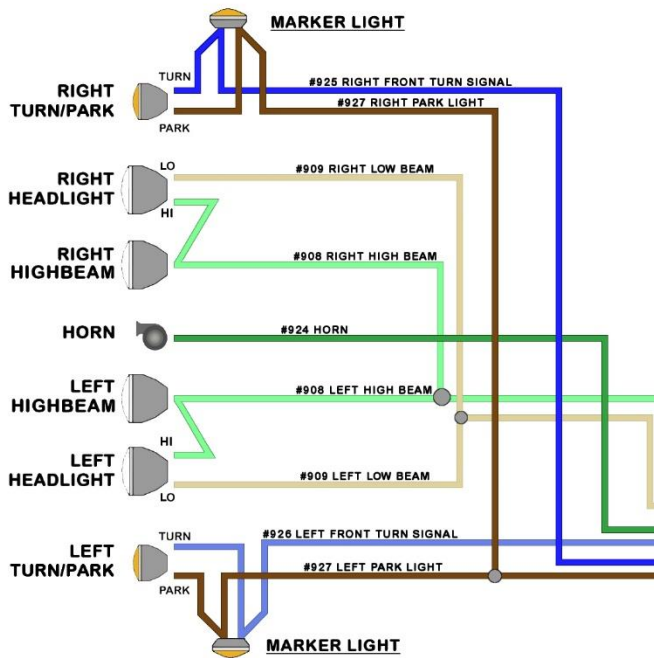 MARKER LIGHT
TURN
#925 RIGHT FRONT TURN SIGNAL
RIGHT
TURN/PARK
#927 RIGHT PARK LIGHT
PARK
LO
#909 RIGHT LOW BEAM
RIGHT
HEADLIGHT
HI
RIGHT
HIGHBEAM
#908 RIGHT HIGH BEAM
HORN
#924 HORN
LEFT
HIGHBEAM
#908 LEFT HIGH BEAM
HI
LEFT
HEADLIGHT
#909 LEFT LOW BEAM
LO
TURN
#926 LEFT FRONT TURN SIGNAL
LEFT
TURN/PARK
#927 LEFT PARK LIGHT
PARK
MARKER LIGHT